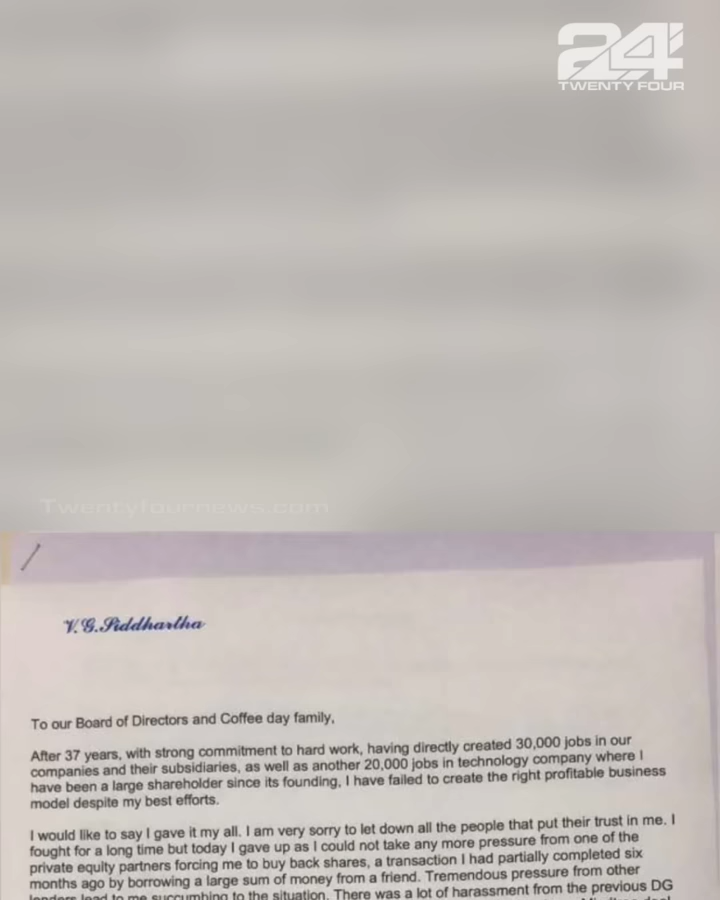 24
TWENTY FOUR
Twentyfournews.com
V.G.Siddhartha
To our Board of Directors and Coffee day family,
After 37 years, with strong commitment to hard work, having directly created 30,000 jobs in our
companies and their subsidiaries, as well as another 20,000 jobs in technology company where I
have been a large shareholder since its founding, I have failed to create the right profitable business
model despite my best efforts.
I would like to say I gave it my all. I am very sorry to let down all the people that put their trust in me. I
fought for a long time but today I gave up as I could not take any more pressure from one of the
private equity partners forcing me to buy back shares, a transaction I had partially completed six
months ago by borrowing a large sum of money from a friend. Tremendous pressure from other
lenders lead to me succumbing to the situation. There was a lot of harassment from the previous DG